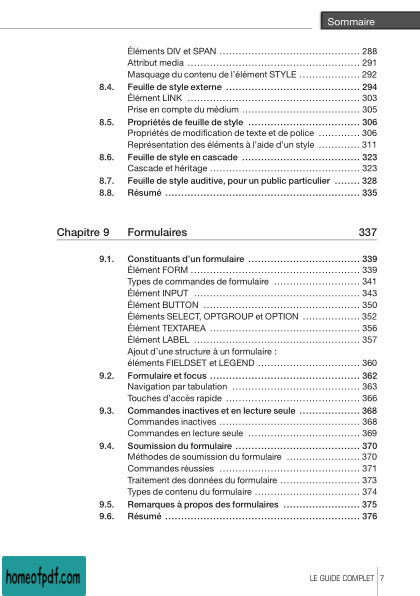 Sommaire
Éléments DIV et SPAN ............................................ 288
Attribut media .................................................... 291
Masquage du contenu de l'élément STYLE ................... 292
8.4. Feuille de style externe .......................................... 294
Élément LINK ..................................................... 303
Prise en compte du médium ..................................... 305
8.5. Propriétés de feuille de style ................................... 306
Propriétés de modification de texte et de police ............. 306
Représentation des éléments à l'aide d'un style ............. 311
8.6. Feuille de style en cascade ..................................... 323
Cascade et héritage ............................................... 323
8.7. Feuille de style auditive, pour un public particulier ........ 328
8.8. Résumé ................................................. 335
Chapitre 9 Formulaires 337
9.1. Constituants d'un formulaire ................................... 339
Élément FORM ..................................................... 339
Types de commandes de formulaire ........................... 341
Élément INPUT .................................................... 343
Élément BUTTON ................................................. 350
Éléments SELECT, OPTGROUP et OPTION .................. 352
Élément TEXTAREA ............................................... 356
Élément LABEL .................................................... 357
Ajout d'une structure à un formulaire :
éléments FIELDSET et LEGEND ................................ 360
9.2. Formulaire et focus ............................................... 362
Navigation par tabulation ........................................ 363
Touches d'accès rapide .......................................... 366
9.3. Commandes inactives et en lecture seule ................... 368
Commandes inactives ............................................ 368
Commandes en lecture seule ................................... 369
9.4. Soumission du formulaire ....................................... 370
Méthodes de soumission du formulaire ....................... 370
Commandes réussies ............................................ 371
Traitement des données du formulaire ......................... 373
Types de contenu du formulaire ................................. 374
9.5. Remarques à propos des formulaires ........................ 375
9.6. Résumé ................................................. 376
homeofpdf.com
LE GUIDE COMPLET 7